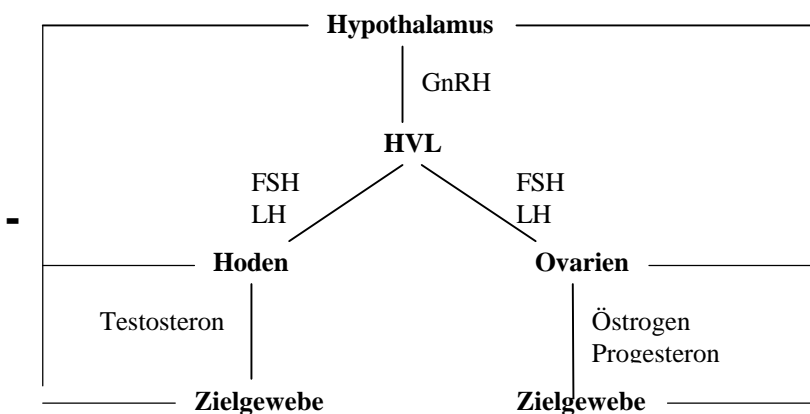 Hypothalamus
GnRH
HVL
FSH
LH
FSH
LH
-
Hoden
Ovarien
Testosteron
Östrogen
Progesteron
Zielgewebe
Zielgewebe